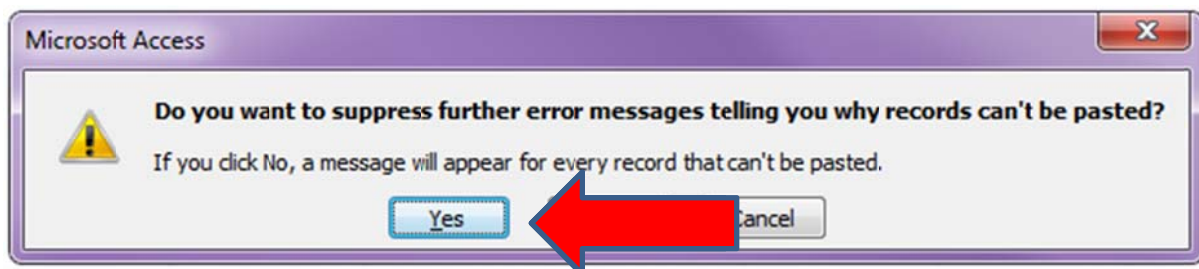 Microsoft Access
Do you want to suppress further error messages telling you why records can't be pasted?
If you click No, a message will appear for every record that can't be pasted.
Yes Cancel